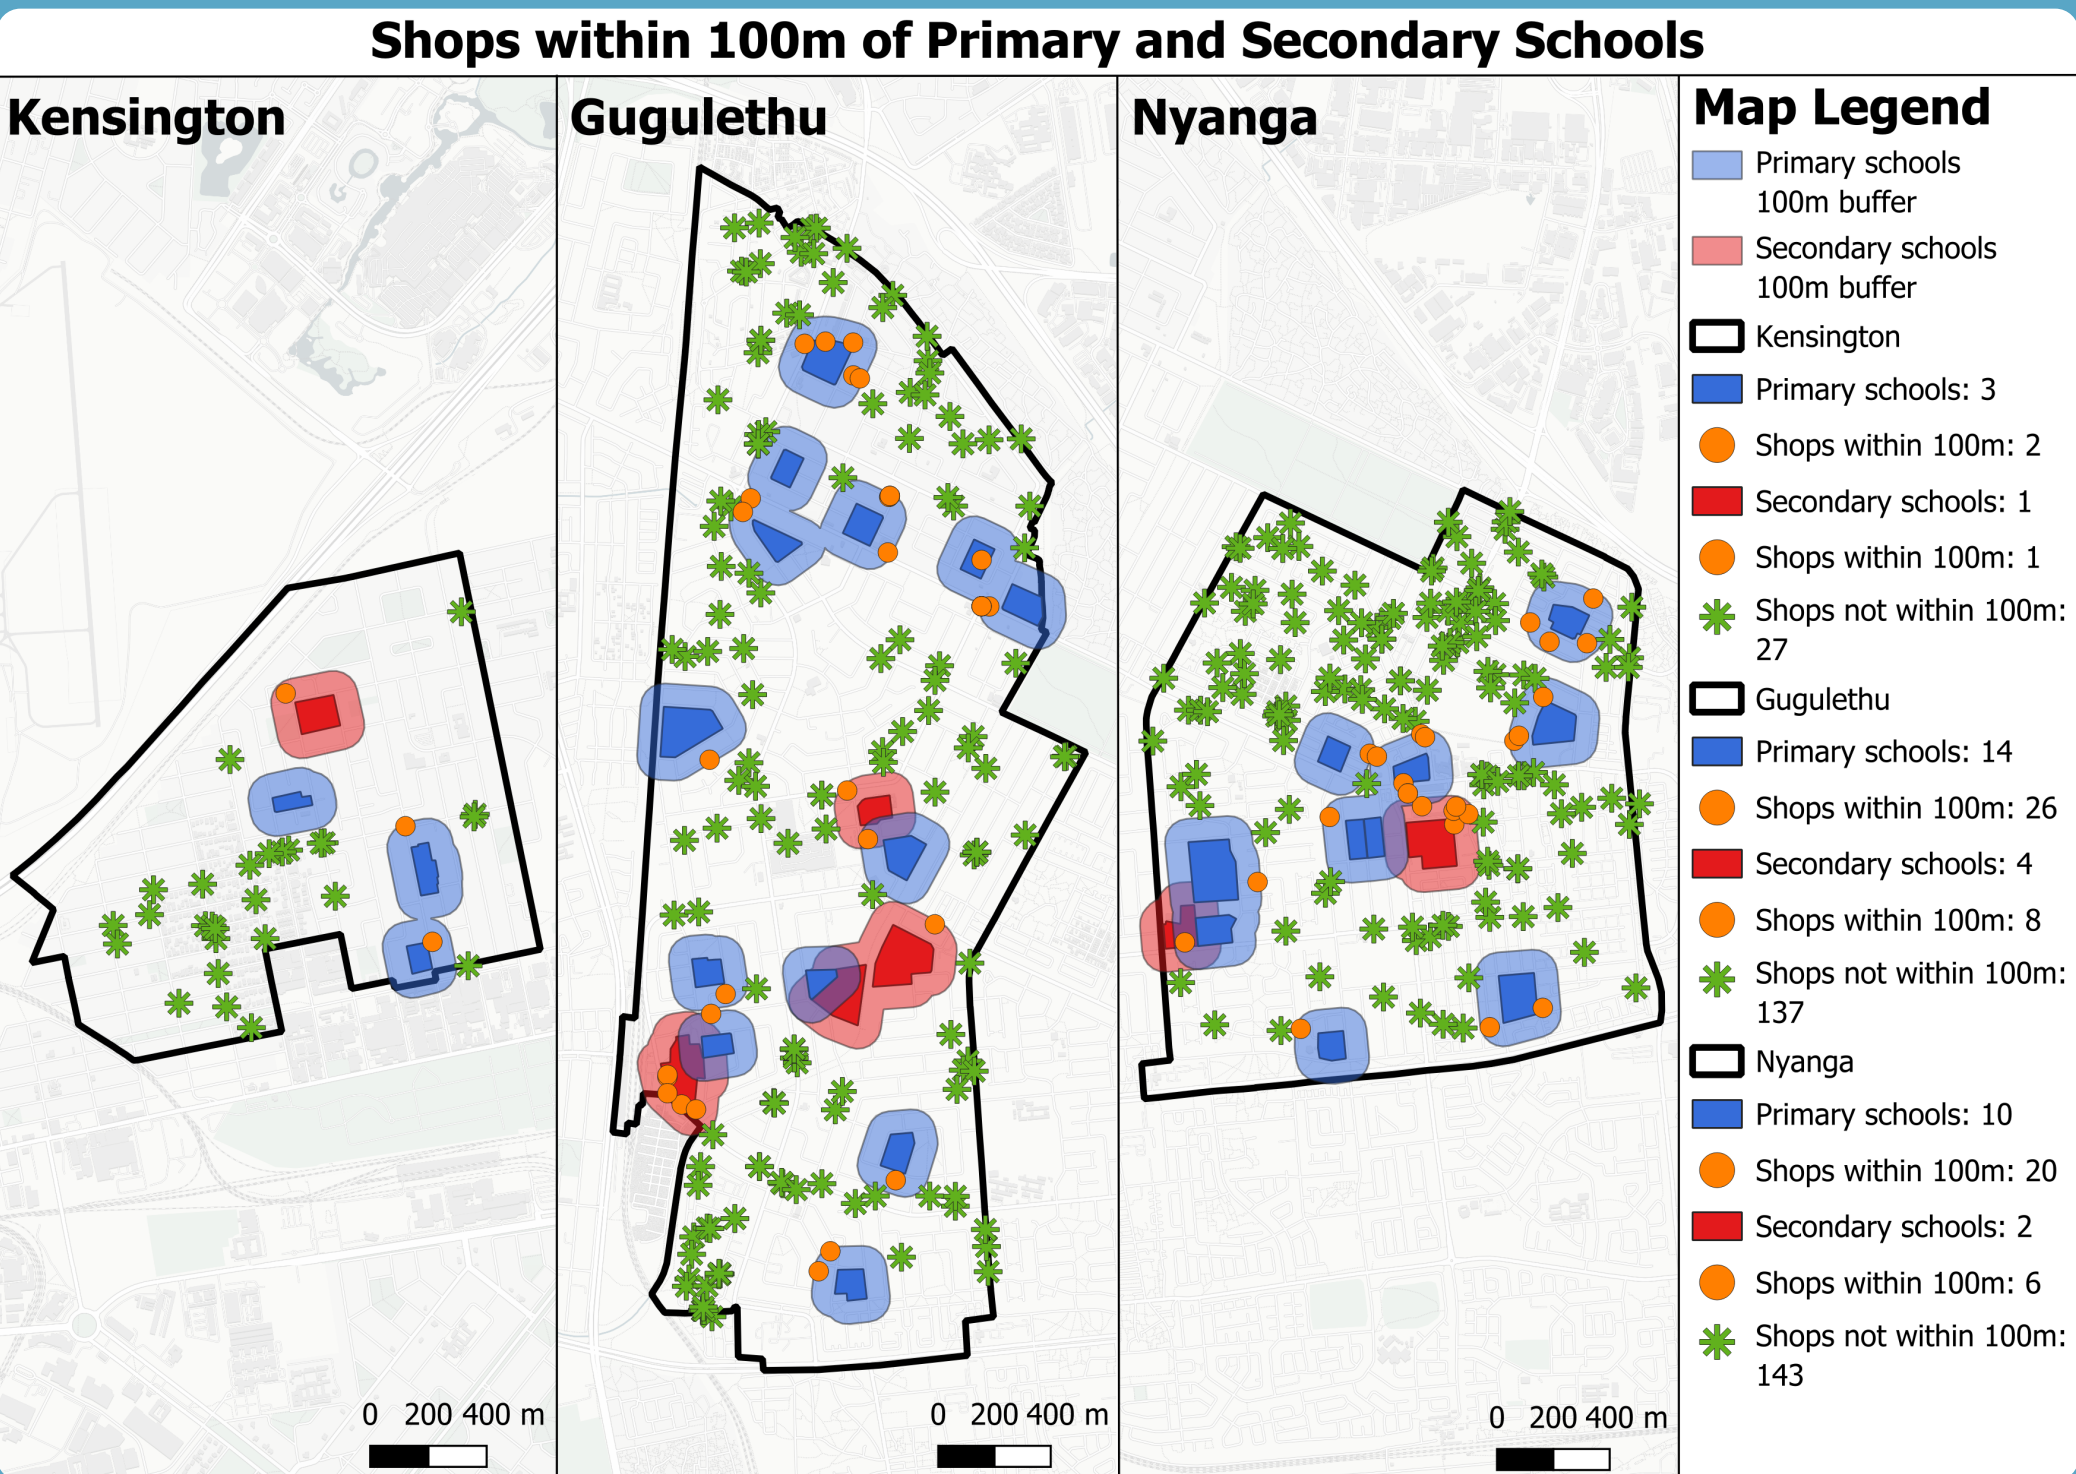 Shops within 100m of Primary and Secondary Schools
Kensington
Gugulethu
Nyanga
Map Legend
Primary schools
100m buffer
Secondary schools
100m buffer
Kensington
Primary schools: 3
Shops within 100m: 2
Secondary schools: 1
Shops within 100m: 1
Shops not within 100m:
27
Gugulethu
Primary schools: 14
Shops within 100m: 26
Secondary schools: 4
Shops within 100m: 8
Shops not within 100m:
137
Nyanga
Primary schools: 10
Shops within 100m: 20
Secondary schools: 2
Shops within 100m: 6
Shops not within 100m:
143
0 200 400 m
0 200 400 m
0 200 400 m